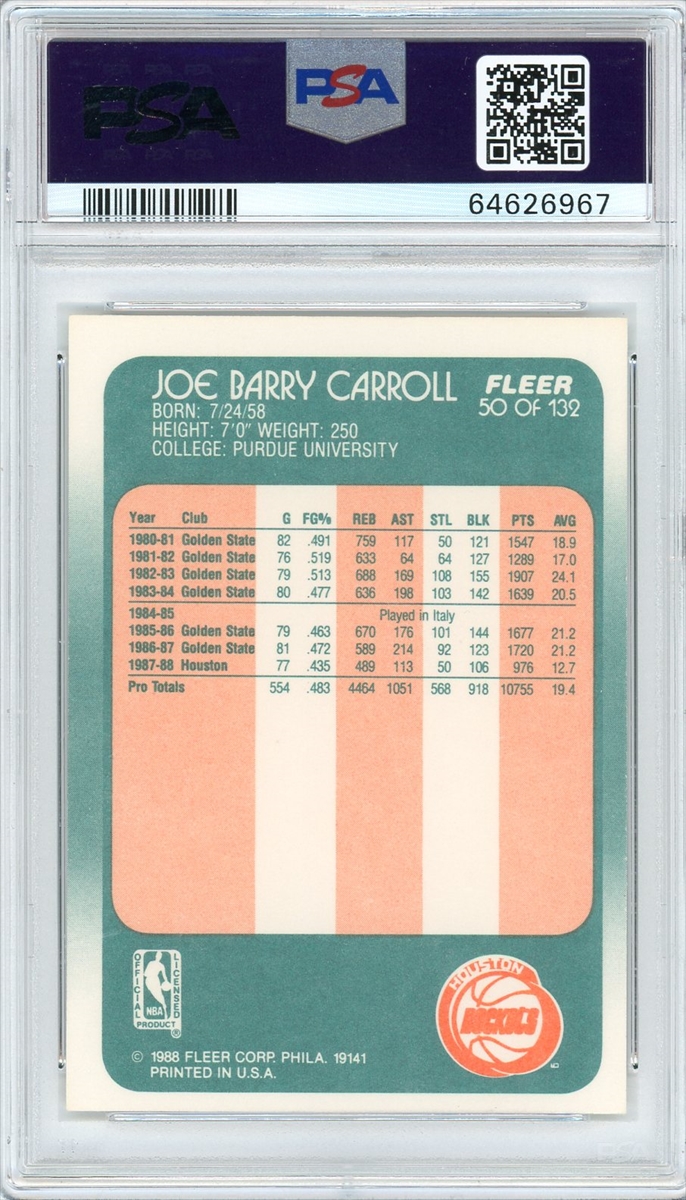 PSA
PSA
64626967
JOE BARRY CARROLL
FLEER
50 OF 132
BORN: 7/24/58
HEIGHT: 7'0" WEIGHT: 250
COLLEGE: PURDUE UNIVERSITY
Year Club G FG% REB AST STL BLK PTS AVG
1980-81 Golden State 82 .491 759 117 50 121 1547 18.9
1981-82 Golden State 76 .519 633 64 64 127 1289 17.0
1982-83 Golden State 79 .513 688 169 108 155 1907 24.1
1983-84 Golden State 80 .477 636 198 103 142 1639 20.5
1984-85 Played in Italy
1985-86 Golden State 79 .463 670 176 101 144 1677 21.2
1986-87 Golden State 81 .472 589 214 92 123 1720 21.2
1987-88 Houston 77 .435 489 113 50 106 976 12.7
Pro Totals 554 .483 4464 1051 568 918 10755 19.4
OFFICIAL LICENSED
NBA
PRODUCT ®
HOUSTON
ROCKETS
© 1988 FLEER CORP. PHILA. 19141
PRINTED IN U.S.A.
PSA